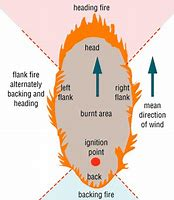 heading fire
head
flank fire
alternately
backing and
heading
left
flank
right
flank
burnt area
mean
direction
of wind
ignition
point
back
backing fire